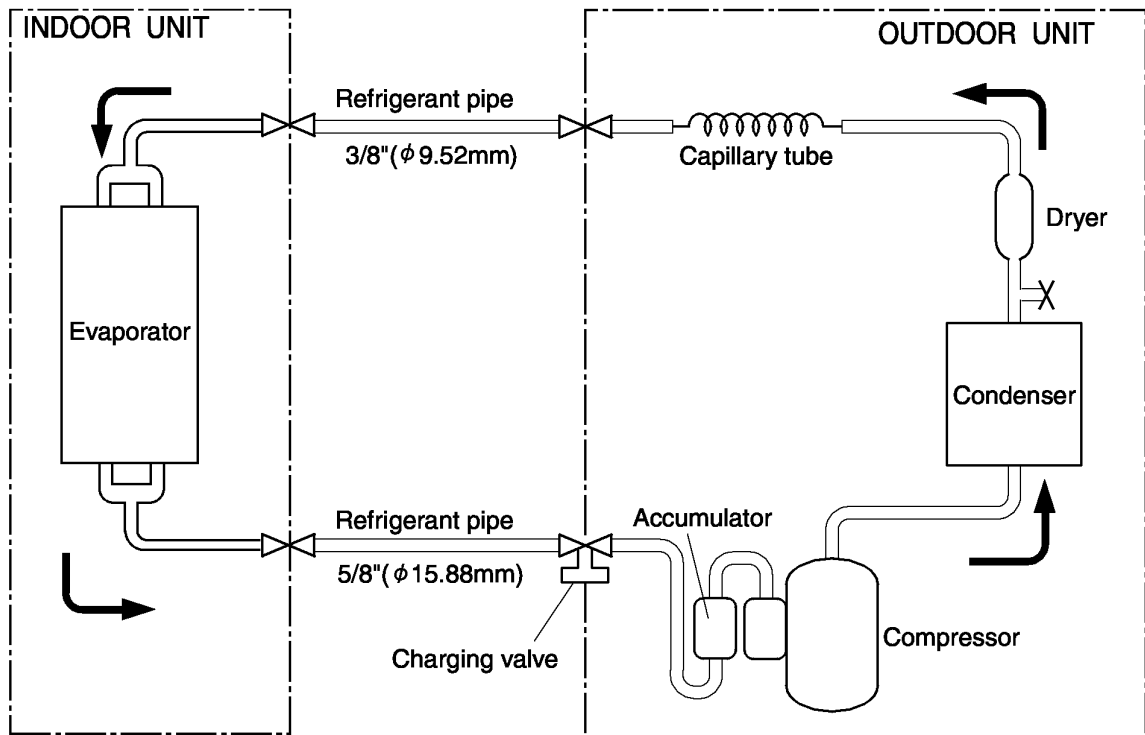 INDOOR UNIT
OUTDOOR UNIT
Refrigerant pipe
3/8"(ϕ9.52mm)
Capillary tube
Dryer
Evaporator
Condenser
Refrigerant pipe
5/8"(ϕ15.88mm)
Accumulator
Charging valve
Compressor